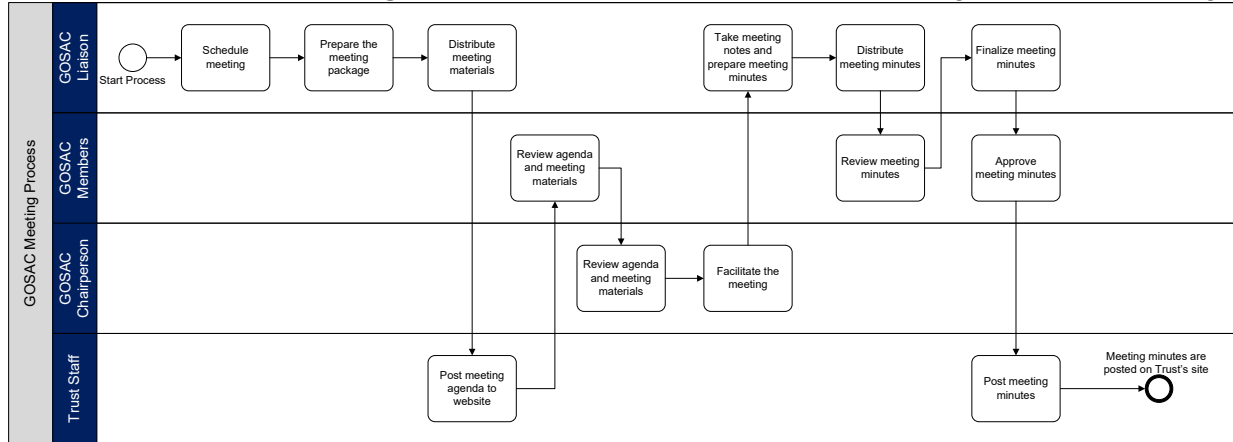 GOSAC Meeting Process
GOSAC
Liaison
Start Process
Schedule
meeting
Prepare the
meeting
package
Distribute
meeting
materials
Take meeting
notes and
prepare meeting
minutes
Distribute
meeting minutes
Finalize meeting
minutes
GOSAC
Members
Review agenda
and meeting
materials
Review meeting
minutes
Approve
meeting minutes
GOSAC
Chairperson
Review agenda
and meeting
materials
Facilitate the
meeting
Trust Staff
Post meeting
agenda to
website
Post meeting
minutes
Meeting minutes are
posted on Trust's site